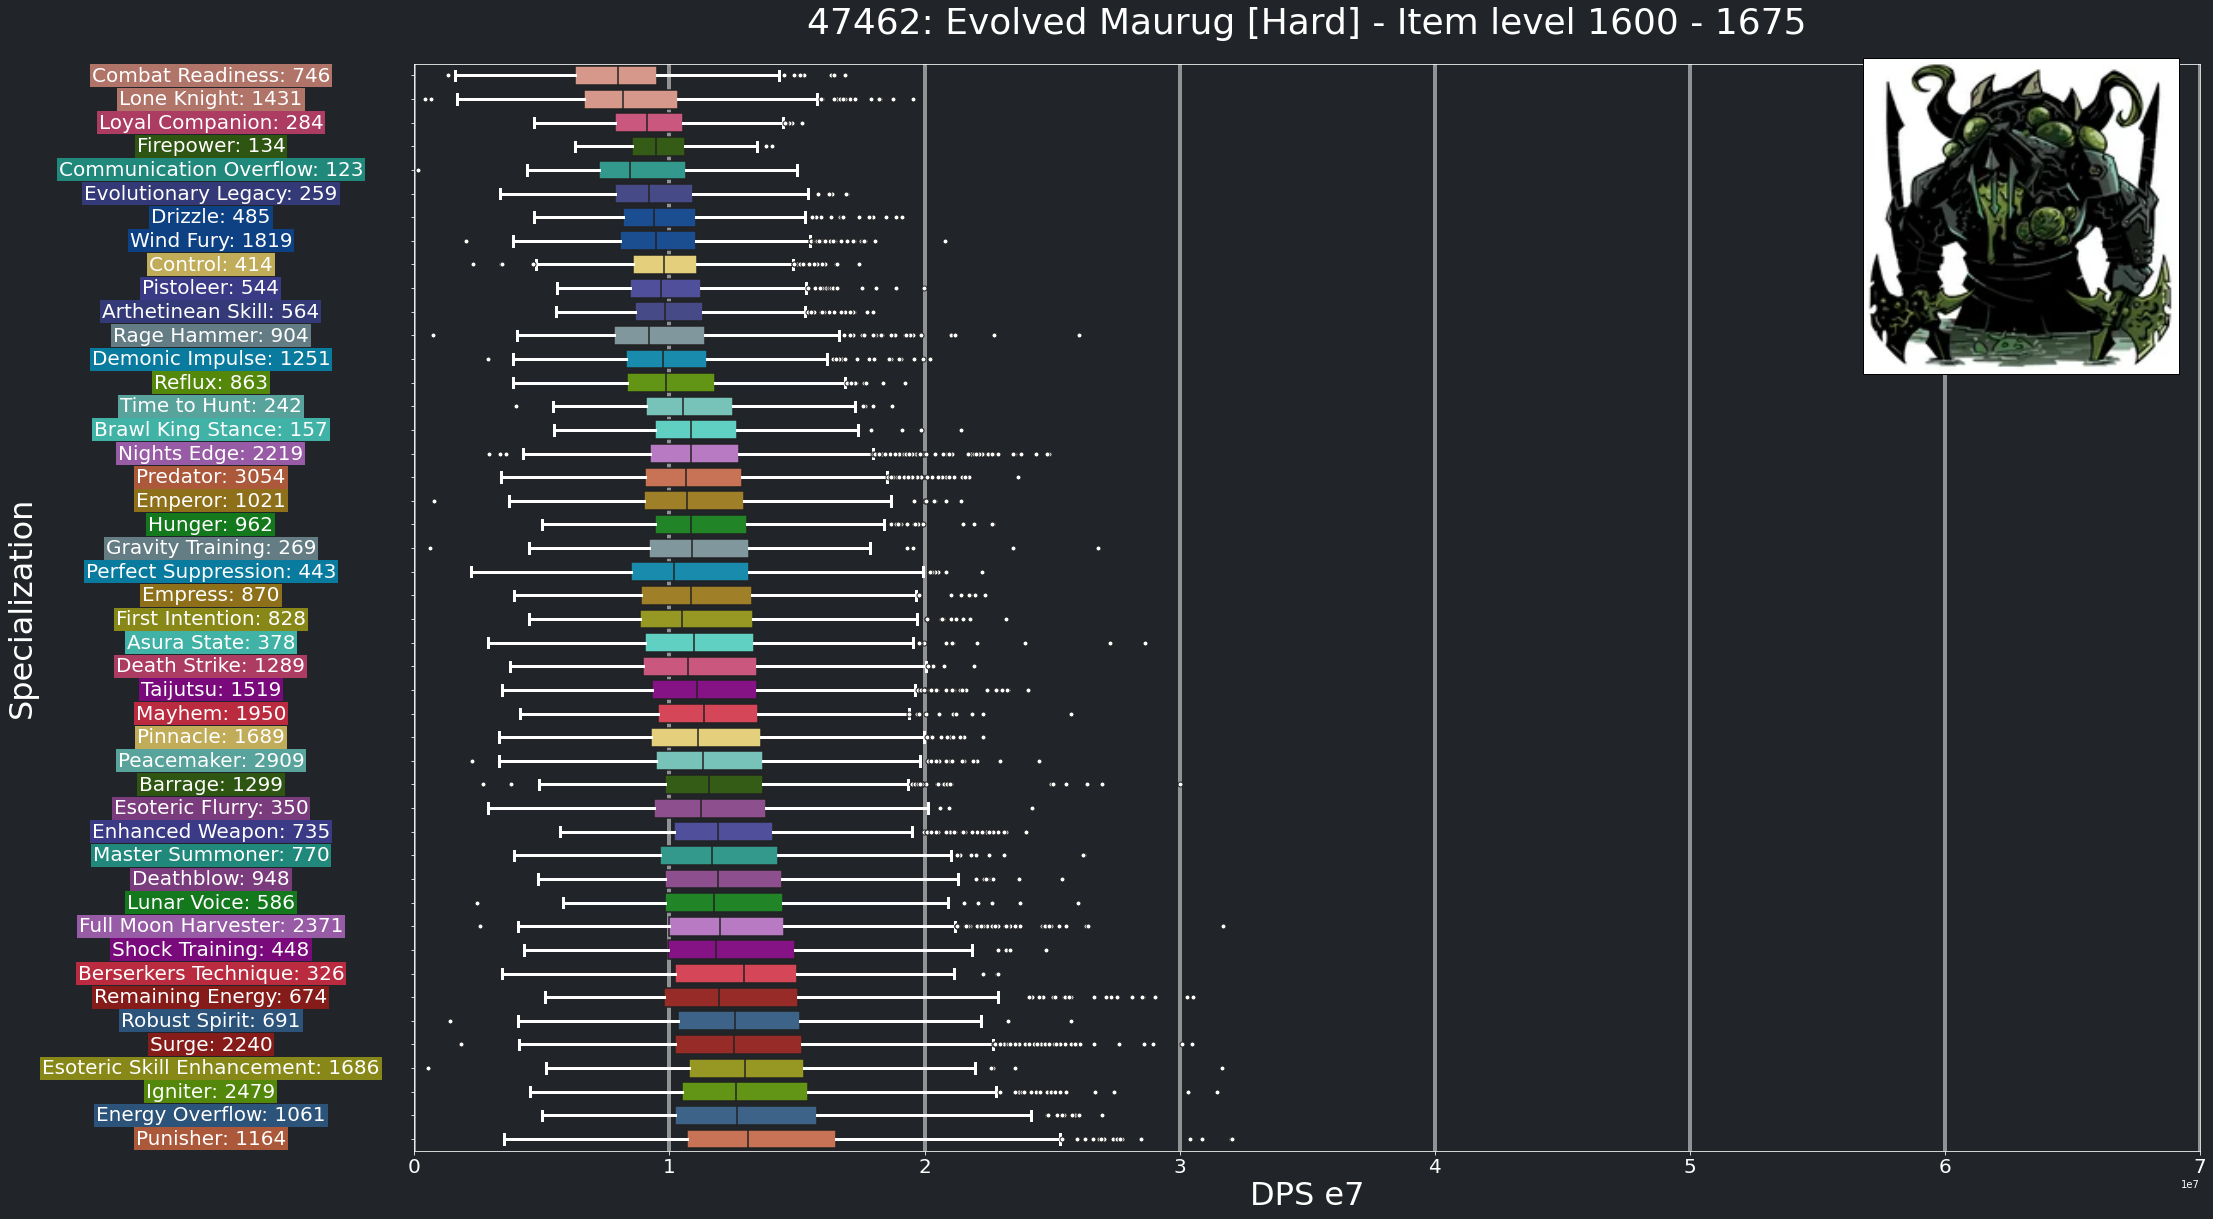 47462: Evolved Maurug [Hard] - Item level 1600 - 1675
Combat Readiness: 746
Lone Knight: 1431
Loyal Companion: 284
Firepower: 134
Communication Overflow: 123
Evolutionary Legacy: 259
Drizzle: 485
Wind Fury: 1819
Control: 414
Pistoleer: 544
Arthetinean Skill: 564
Rage Hammer: 904
Demonic Impulse: 1251
Reflux: 863
Time to Hunt: 242
Brawl King Stance: 157
Nights Edge: 2219
Predator: 3054
Emperor: 1021
Hunger: 962
Gravity Training: 269
Perfect Suppression: 443
Empress: 870
First Intention: 828
Asura State: 378
Death Strike: 1289
Taijutsu: 1519
Mayhem: 1950
Pinnacle: 1689
Peacemaker: 2909
Barrage: 1299
Esoteric Flurry: 350
Enhanced Weapon: 735
Master Summoner: 770
Deathblow: 948
Lunar Voice: 586
Full Moon Harvester: 2371
Shock Training: 448
Berserkers Technique: 326
Remaining Energy: 674
Robust Spirit: 691
Surge: 2240
Esoteric Skill Enhancement: 1686
Igniter: 2479
Energy Overflow: 1061
Punisher: 1164
Specialization
0 1 2 3 4 5 6 7
1e7
DPS e7